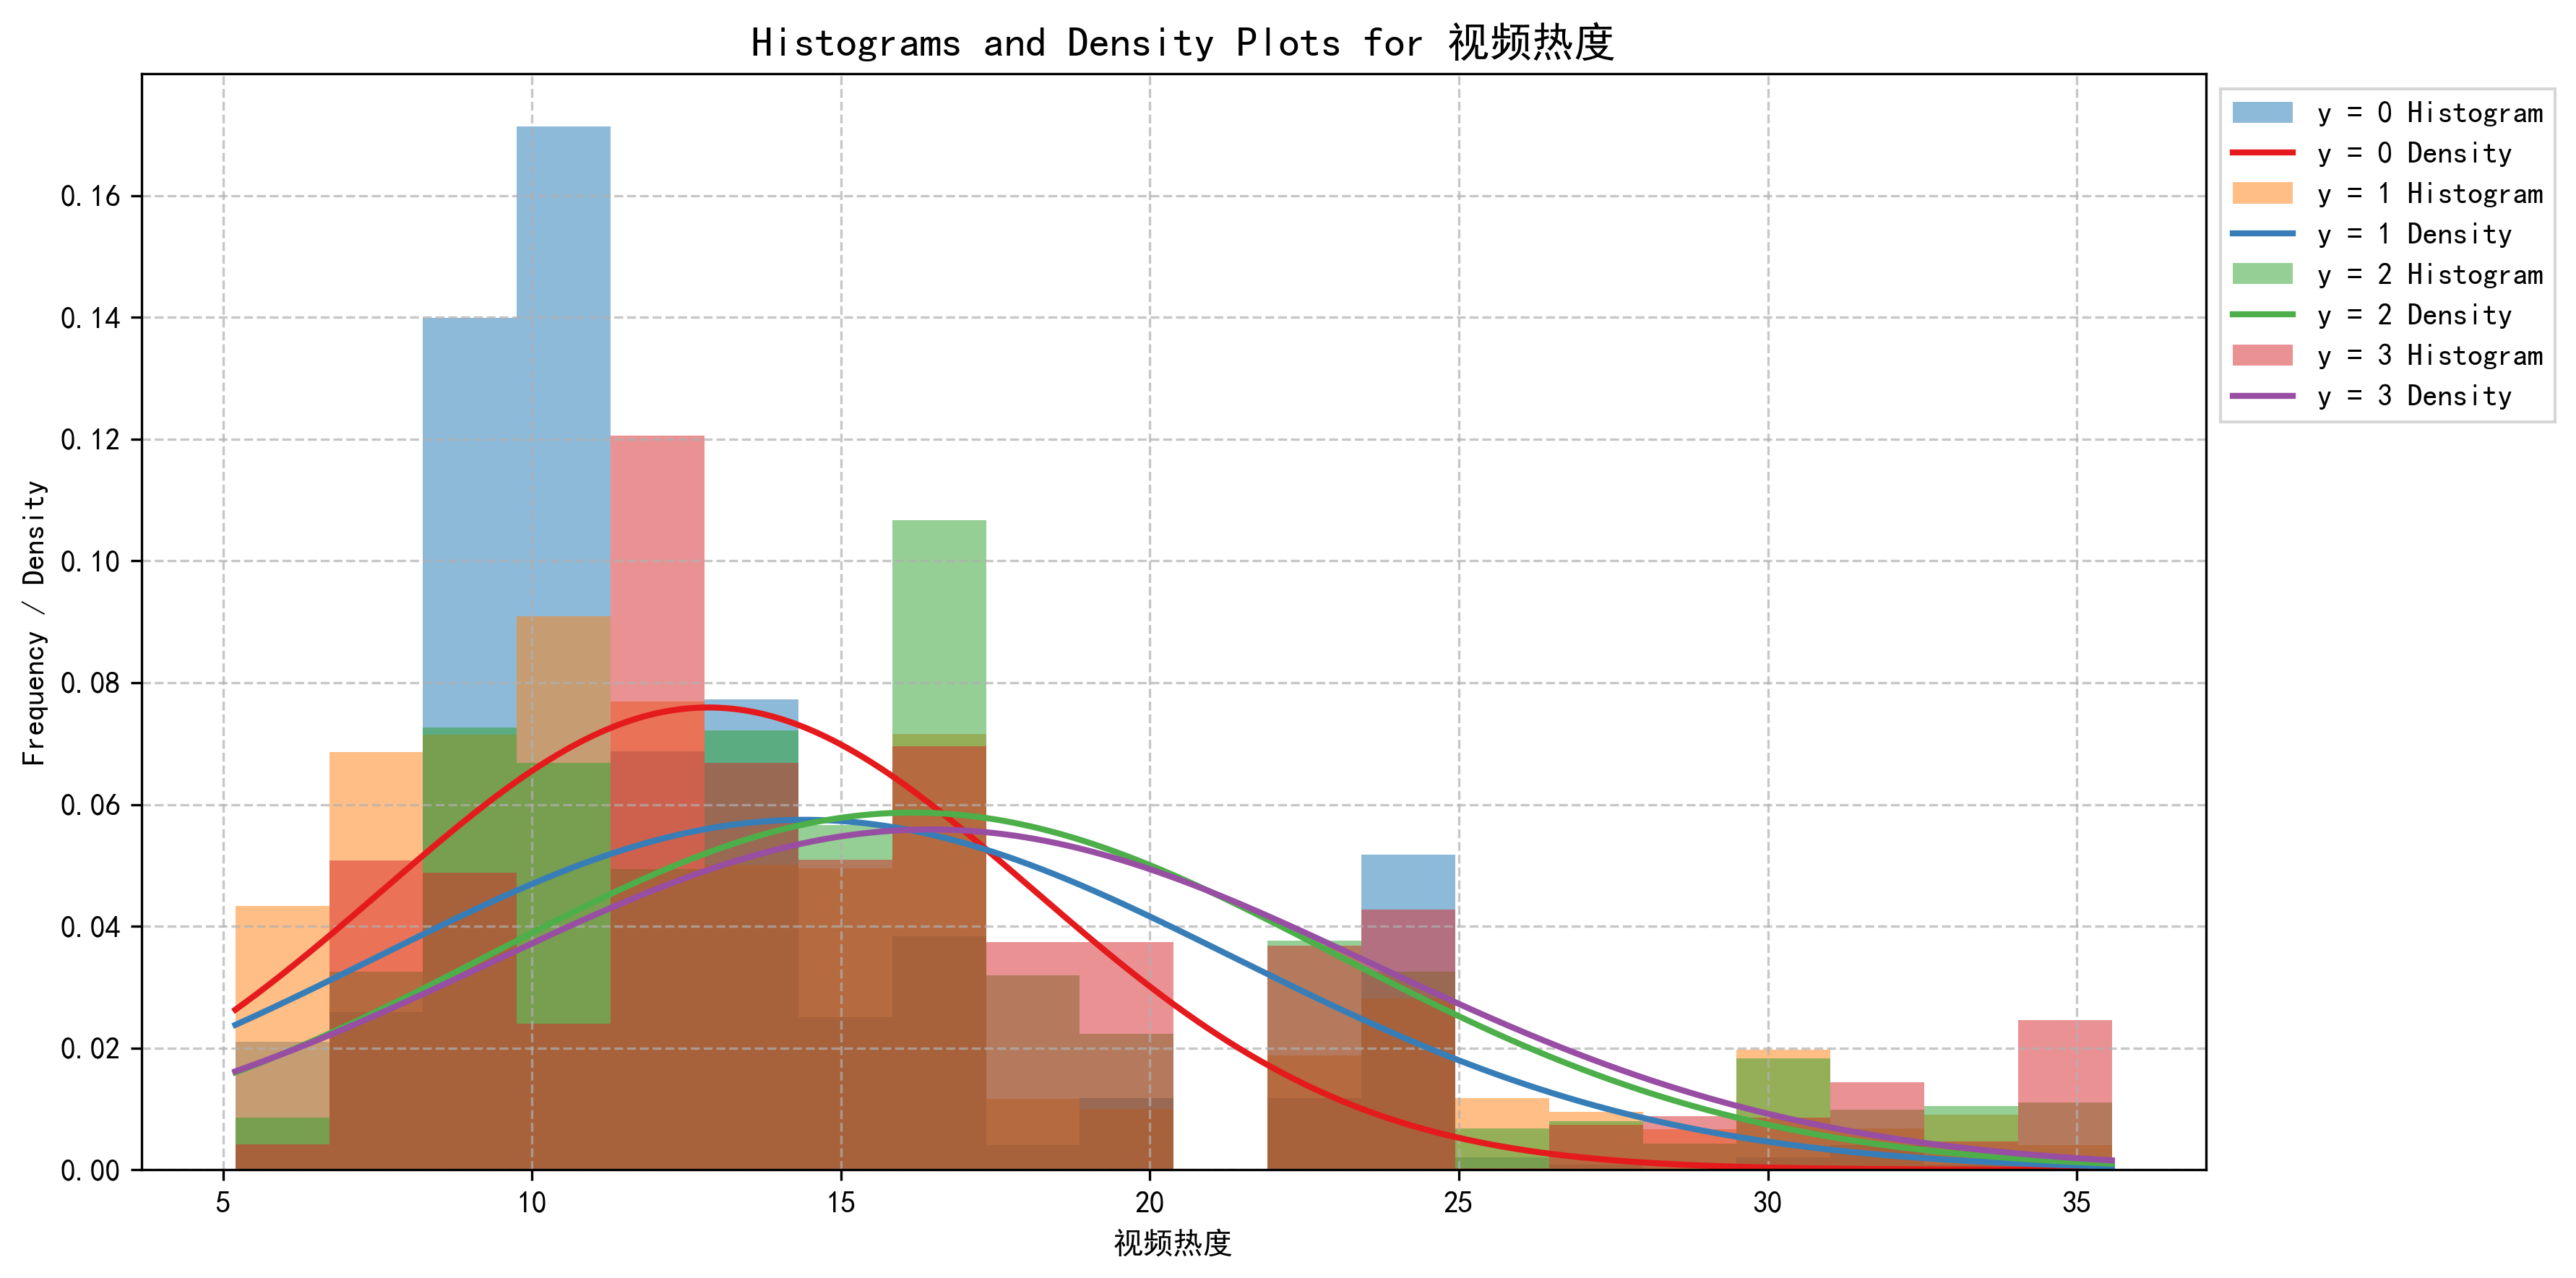 Histograms and Density Plots for 视频热度
y = 0 Histogram
y = 0 Density
y = 1 Histogram
y = 1 Density
y = 2 Histogram
y = 2 Density
y = 3 Histogram
y = 3 Density
Frequency / Density
0.16
0.14
0.12
0.10
0.08
0.06
0.04
0.02
0.00
5 10 15 20 25 30 35
视频热度